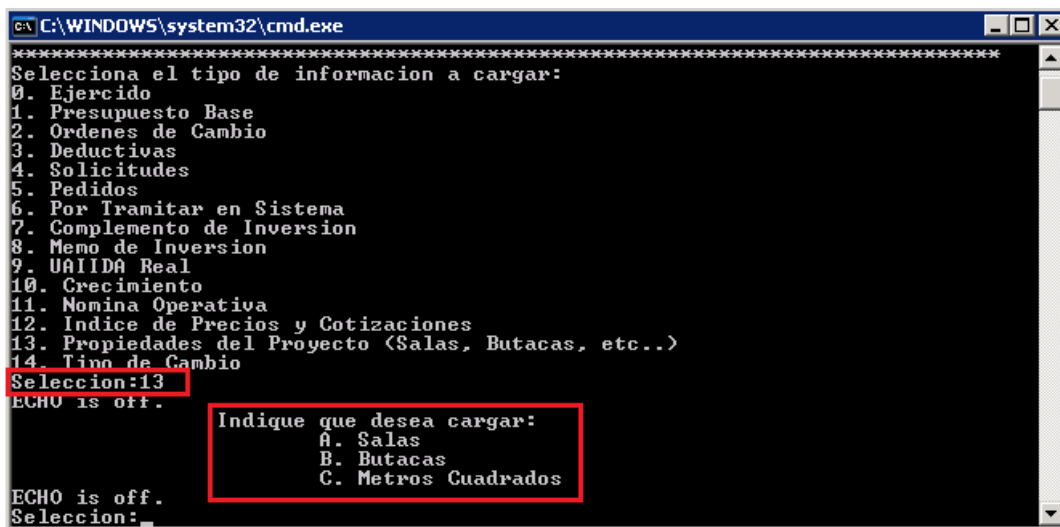 C:\WINDOWS\system32\cmd.exe
********************************************************************************
Selecciona el tipo de informacion a cargar:
0. Ejercido
1. Presupuesto Base
2. Ordenes de Cambio
3. Deductivas
4. Solicitudes
5. Pedidos
6. Por Tramitar en Sistema
7. Complemento de Inversion
8. Memo de Inversion
9. UAIIDA Real
10. Crecimiento
11. Nomina Operativa
12. Indice de Precios y Cotizaciones
13. Propiedades del Proyecto (Salas, Butacas, etc..)
14. Tipo de Cambio
Seleccion:13
ECHO is off.
Indique que desea cargar:
A. Salas
B. Butacas
C. Metros Cuadrados
ECHO is off.
Seleccion:_